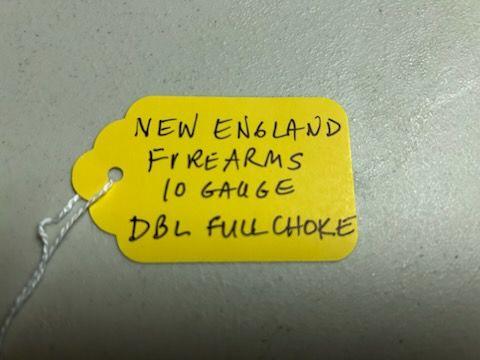 NEW ENGLAND
FIREARMS
10 GAUGE
DBL FULL CHOKE